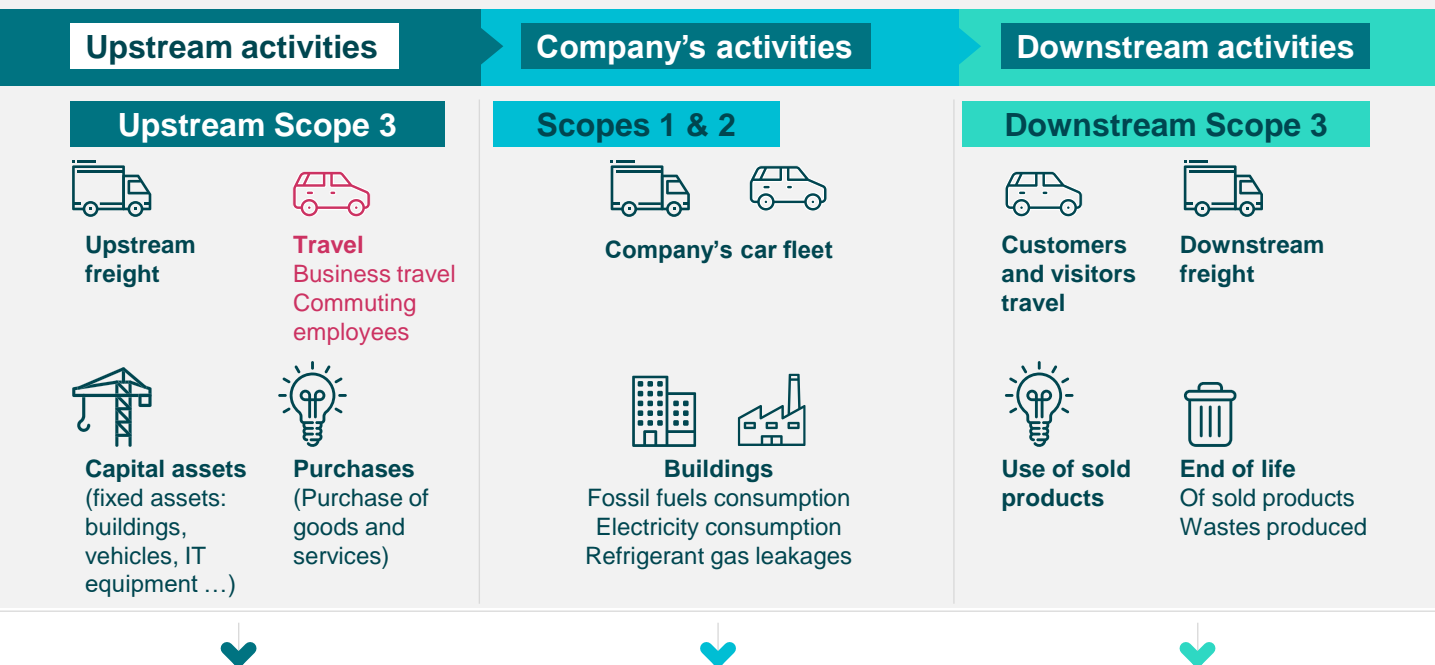 Upstream activities
Company's activities
Downstream activities
Upstream Scope 3
Scopes 1 & 2
Downstream Scope 3
Upstream
freight
Travel
Business travel
Commuting
employees
Company's car fleet
Customers
and visitors
travel
Downstream
freight
Capital assets
(fixed assets:
buildings,
vehicles, IT
equipment …)
Purchases
(Purchase of
goods and
services)
Buildings
Fossil fuels consumption
Electricity consumption
Refrigerant gas leakages
Use of sold
products
End of life
Of sold products
Wastes produced